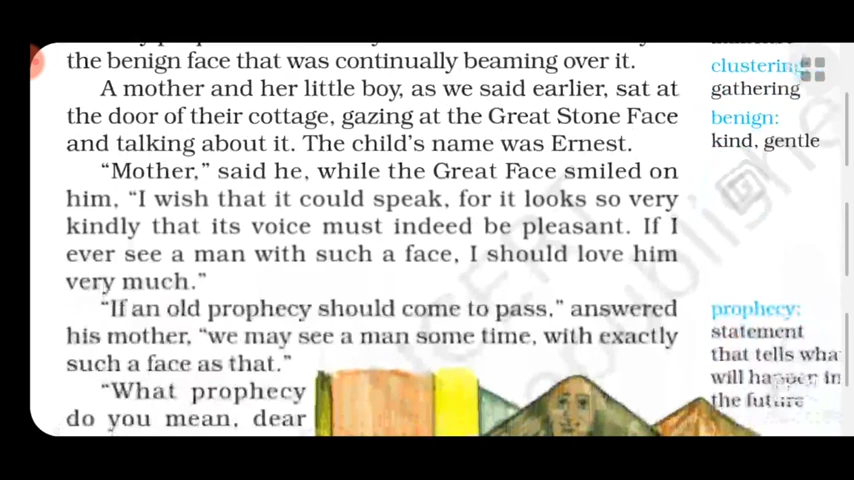 the benign face that was continually beaming over it.
A mother and her little boy, as we said earlier, sat at
the door of their cottage, gazing at the Great Stone Face
and talking about it. The child's name was Ernest.
"Mother," said he, while the Great Face smiled on
him, "I wish that it could speak, for it looks so very
kindly that its voice must indeed be pleasant. If I
ever see a man with such a face, I should love him
very much."
"If an old prophecy should come to pass," answered
his mother, "we may see a man some time, with exactly
such a face as that."
"What prophecy
do you mean, dear
clustering:
gathering
benign:
kind, gentle
prophecy:
statement
that tells wha
will happen in
the future